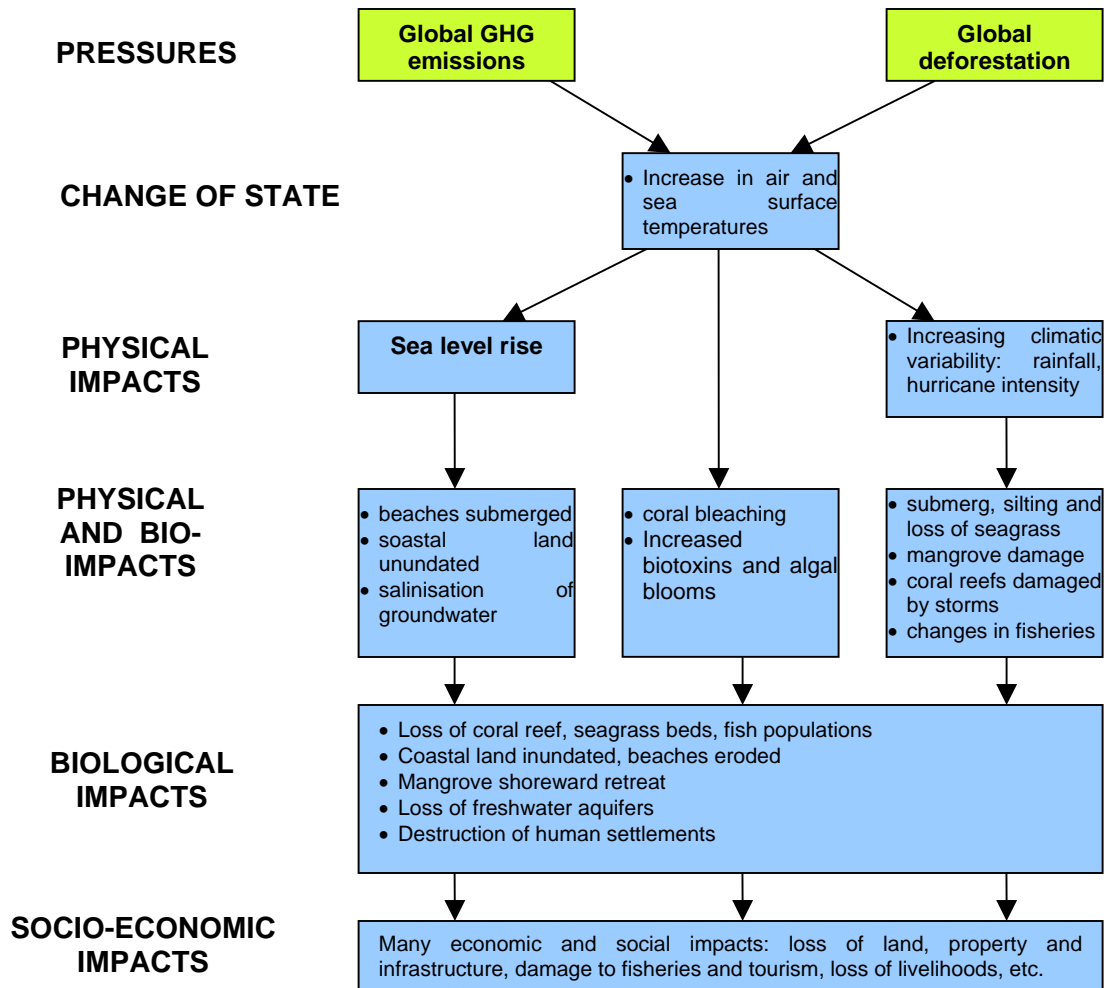 PRESSURES
Global GHG
emissions
Global
deforestation
CHANGE OF STATE
• Increase in air and
sea surface
temperatures
PHYSICAL
IMPACTS
Sea level rise
• Increasing climatic
variability: rainfall,
hurricane intensity
PHYSICAL
AND BIO-
IMPACTS
• beaches submerged
• soastal land
unundated
• salinisation of
groundwater
• coral bleaching
• Increased
biotoxins and algal
blooms
• submerg, silting and
loss of seagrass
• mangrove damage
• coral reefs damaged
by storms
• changes in fisheries
BIOLOGICAL
IMPACTS
• Loss of coral reef, seagrass beds, fish populations
• Coastal land inundated, beaches eroded
• Mangrove shoreward retreat
• Loss of freshwater aquifers
• Destruction of human settlements
SOCIO-ECONOMIC
IMPACTS
Many economic and social impacts: loss of land, property and
infrastructure, damage to fisheries and tourism, loss of livelihoods, etc.